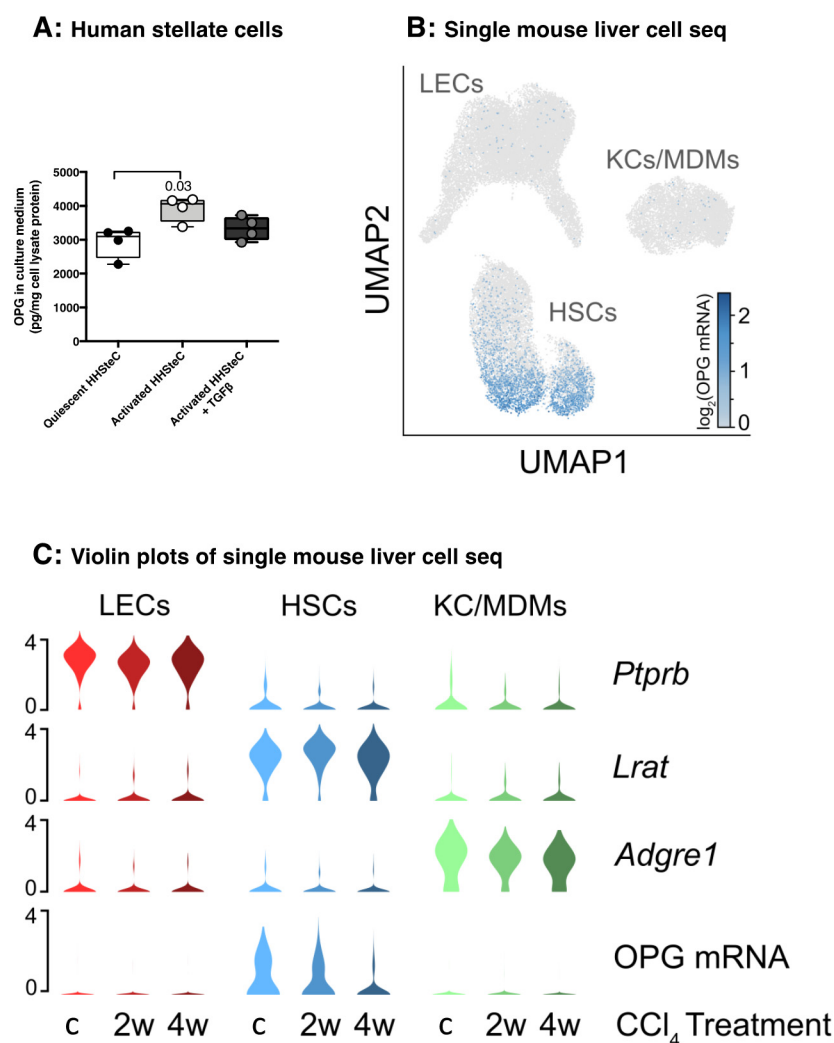 A: Human stellate cells
B: Single mouse liver cell seq
OPG in culture medium
(pg/mg cell lysate protein)
5000
4000
3000
2000
1000
0
0.03
Quiescent HHSteC
Activated HHSteC
Activated HHSteC
+ TGFβ
LECs
KCs/MDMs
HSCs
UMAP2
UMAP1
log₂(OPG mRNA)
2
1
0
C: Violin plots of single mouse liver cell seq
LECs HSCs KC/MDMs
4
0
Ptprb
4
0
Lrat
4
0
Adgre1
4
0
OPG mRNA
c 2w 4w c 2w 4w c 2w 4w CCl₄ Treatment